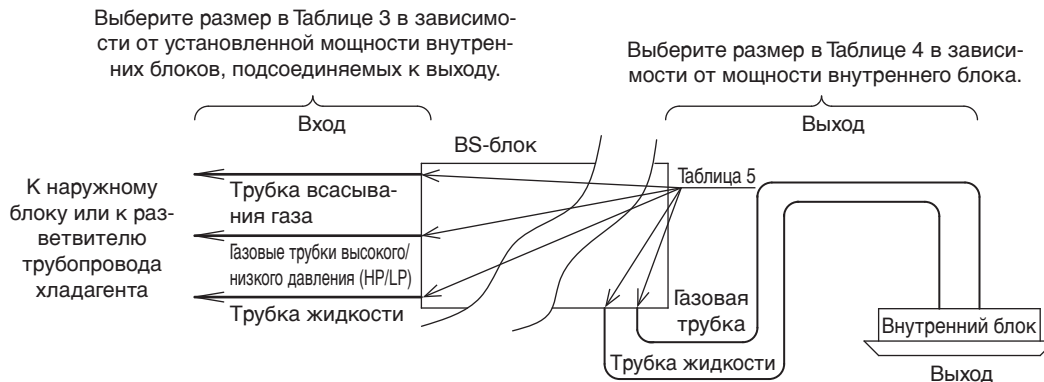 Выберите размер в Таблице 3 в зависимо-
сти от установленной мощности внутрен-
них блоков, подсоединяемых к выходу.
Выберите размер в Таблице 4 в зависи-
мости от мощности внутреннего блока.
Вход
Выход
BS-блок
Таблица 5
К наружному
блоку или к раз-
ветвителю
трубопровода
хладагента
Трубка всасыва-
ния газа
Газовые трубки высокого/
низкого давления (HP/LP)
Трубка жидкости
Газовая
трубка
Трубка жидкости
Внутренний блок
Выход